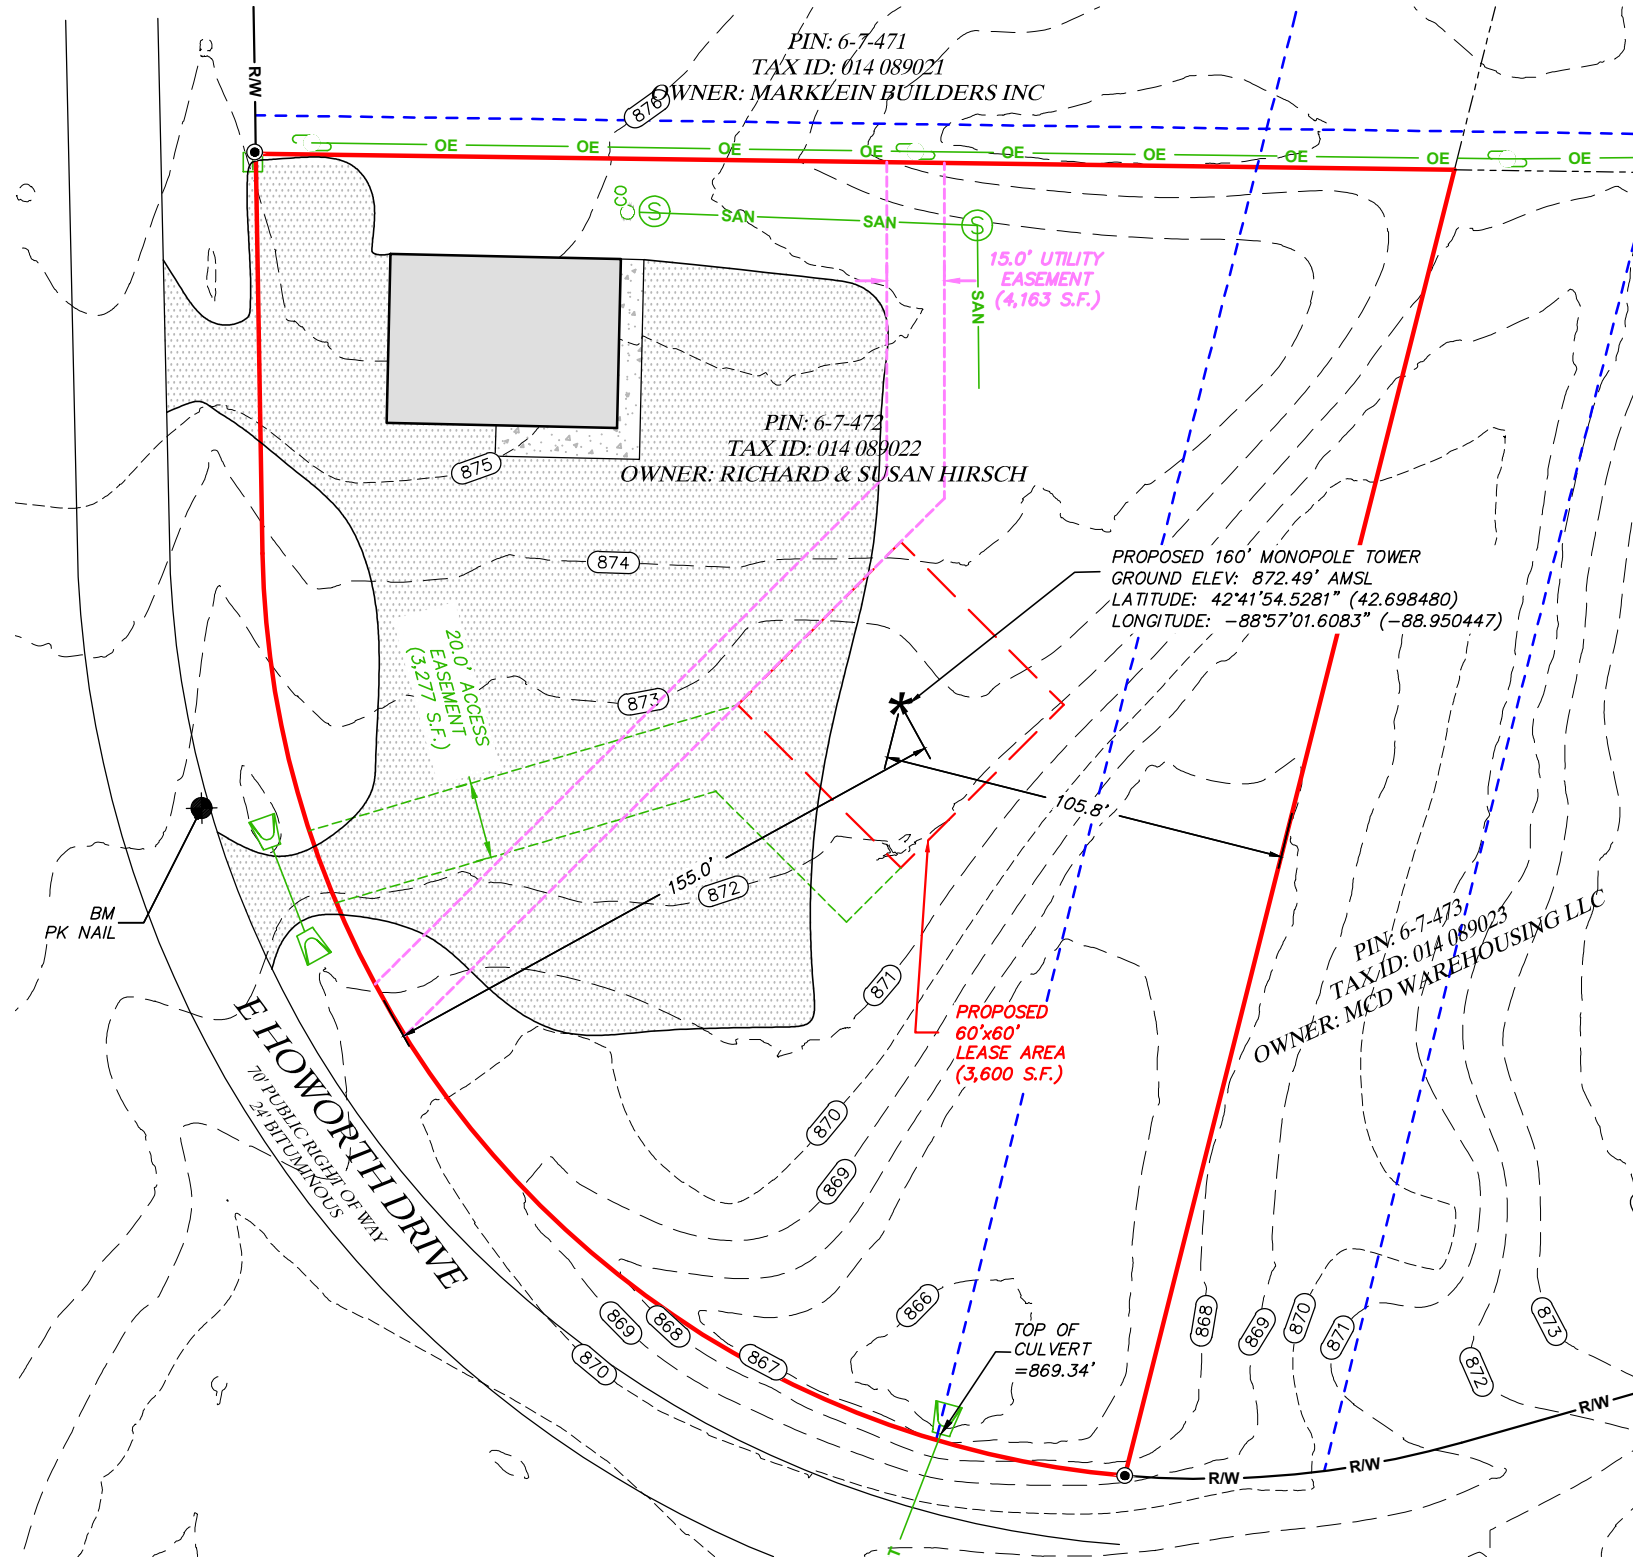 PIN: 6-7-471
TAX ID: 014 089021
OWNER: MARKLEIN BUILDERS INC
R/W
876
OE
OE
OE
OE
OE
OE
OE
OE
OE
CO
S
SAN
SAN
S
SAN
15.0' UTILITY
EASEMENT
(4,163 S.F.)
PIN: 6-7-472
TAX ID: 014 089022
OWNER: RICHARD & SUSAN HIRSCH
875
874
PROPOSED 160' MONOPOLE TOWER
GROUND ELEV: 872.49' AMSL
LATITUDE: 42°41'54.5281" (42.698480)
LONGITUDE: −88°57'01.6083" (−88.950447)
20.0' ACCESS
EASEMENT
(3,277 S.F.)
873
105.8'
155.0'
872
BM
PK NAIL
PIN: 6-7-473
TAX ID: 014 089023
OWNER: MCD WAREHOUSING LLC
871
PROPOSED
60'x60'
LEASE AREA
(3,600 S.F.)
E HOWORTH DRIVE
70' PUBLIC RIGHT OF WAY
24' BITUMINOUS
870
869
866
TOP OF
CULVERT
=869.34'
869
868
867
870
868
869
870
871
872
873
R/W
R/W
R/W